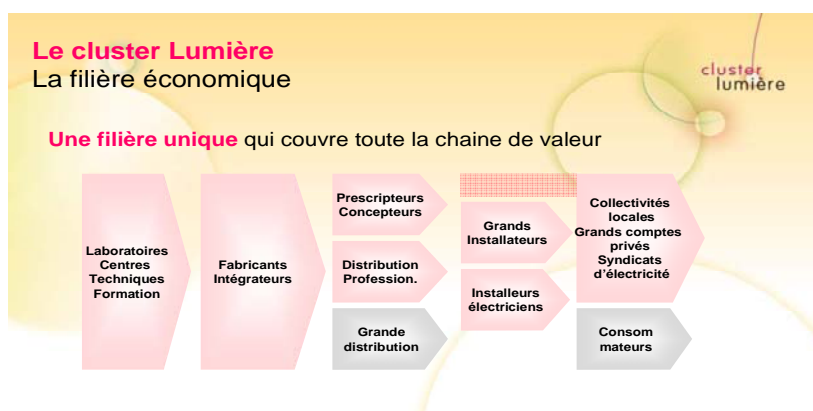 Le cluster Lumière
La filière économique
cluster
lumière
Une filière unique qui couvre toute la chaine de valeur
Laboratoires
Centres
Techniques
Formation
Fabricants
Intégrateurs
Prescripteurs
Concepteurs
Distribution
Profession.
Grande
distribution
Grands
Installateurs
Installeurs
électriciens
Collectivités
locales
Grands comptes
privés
Syndicats
d'électricité
Consom
mateurs